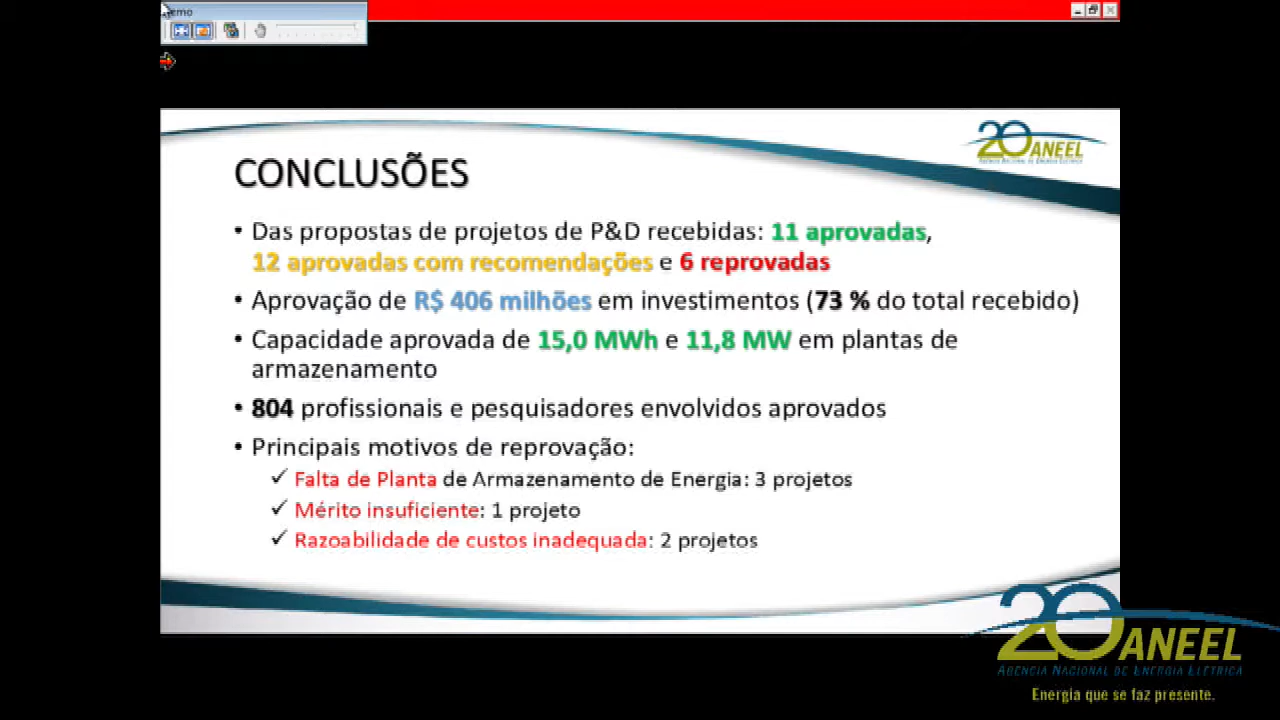 emo
20 ANEEL
AGÊNCIA NACIONAL DE ENERGIA ELÉTRICA
CONCLUSÕES
• Das propostas de projetos de P&D recebidas: 11 aprovadas,
12 aprovadas com recomendações e 6 reprovadas
• Aprovação de R$ 406 milhões em investimentos (73 % do total recebido)
• Capacidade aprovada de 15,0 MWh e 11,8 MW em plantas de
armazenamento
• 804 profissionais e pesquisadores envolvidos aprovados
• Principais motivos de reprovação:
✓ Falta de Planta de Armazenamento de Energia: 3 projetos
✓ Mérito insuficiente: 1 projeto
✓ Razoabilidade de custos inadequada: 2 projetos
20 ANEEL
AGÊNCIA NACIONAL DE ENERGIA ELÉTRICA
Energia que se faz presente.